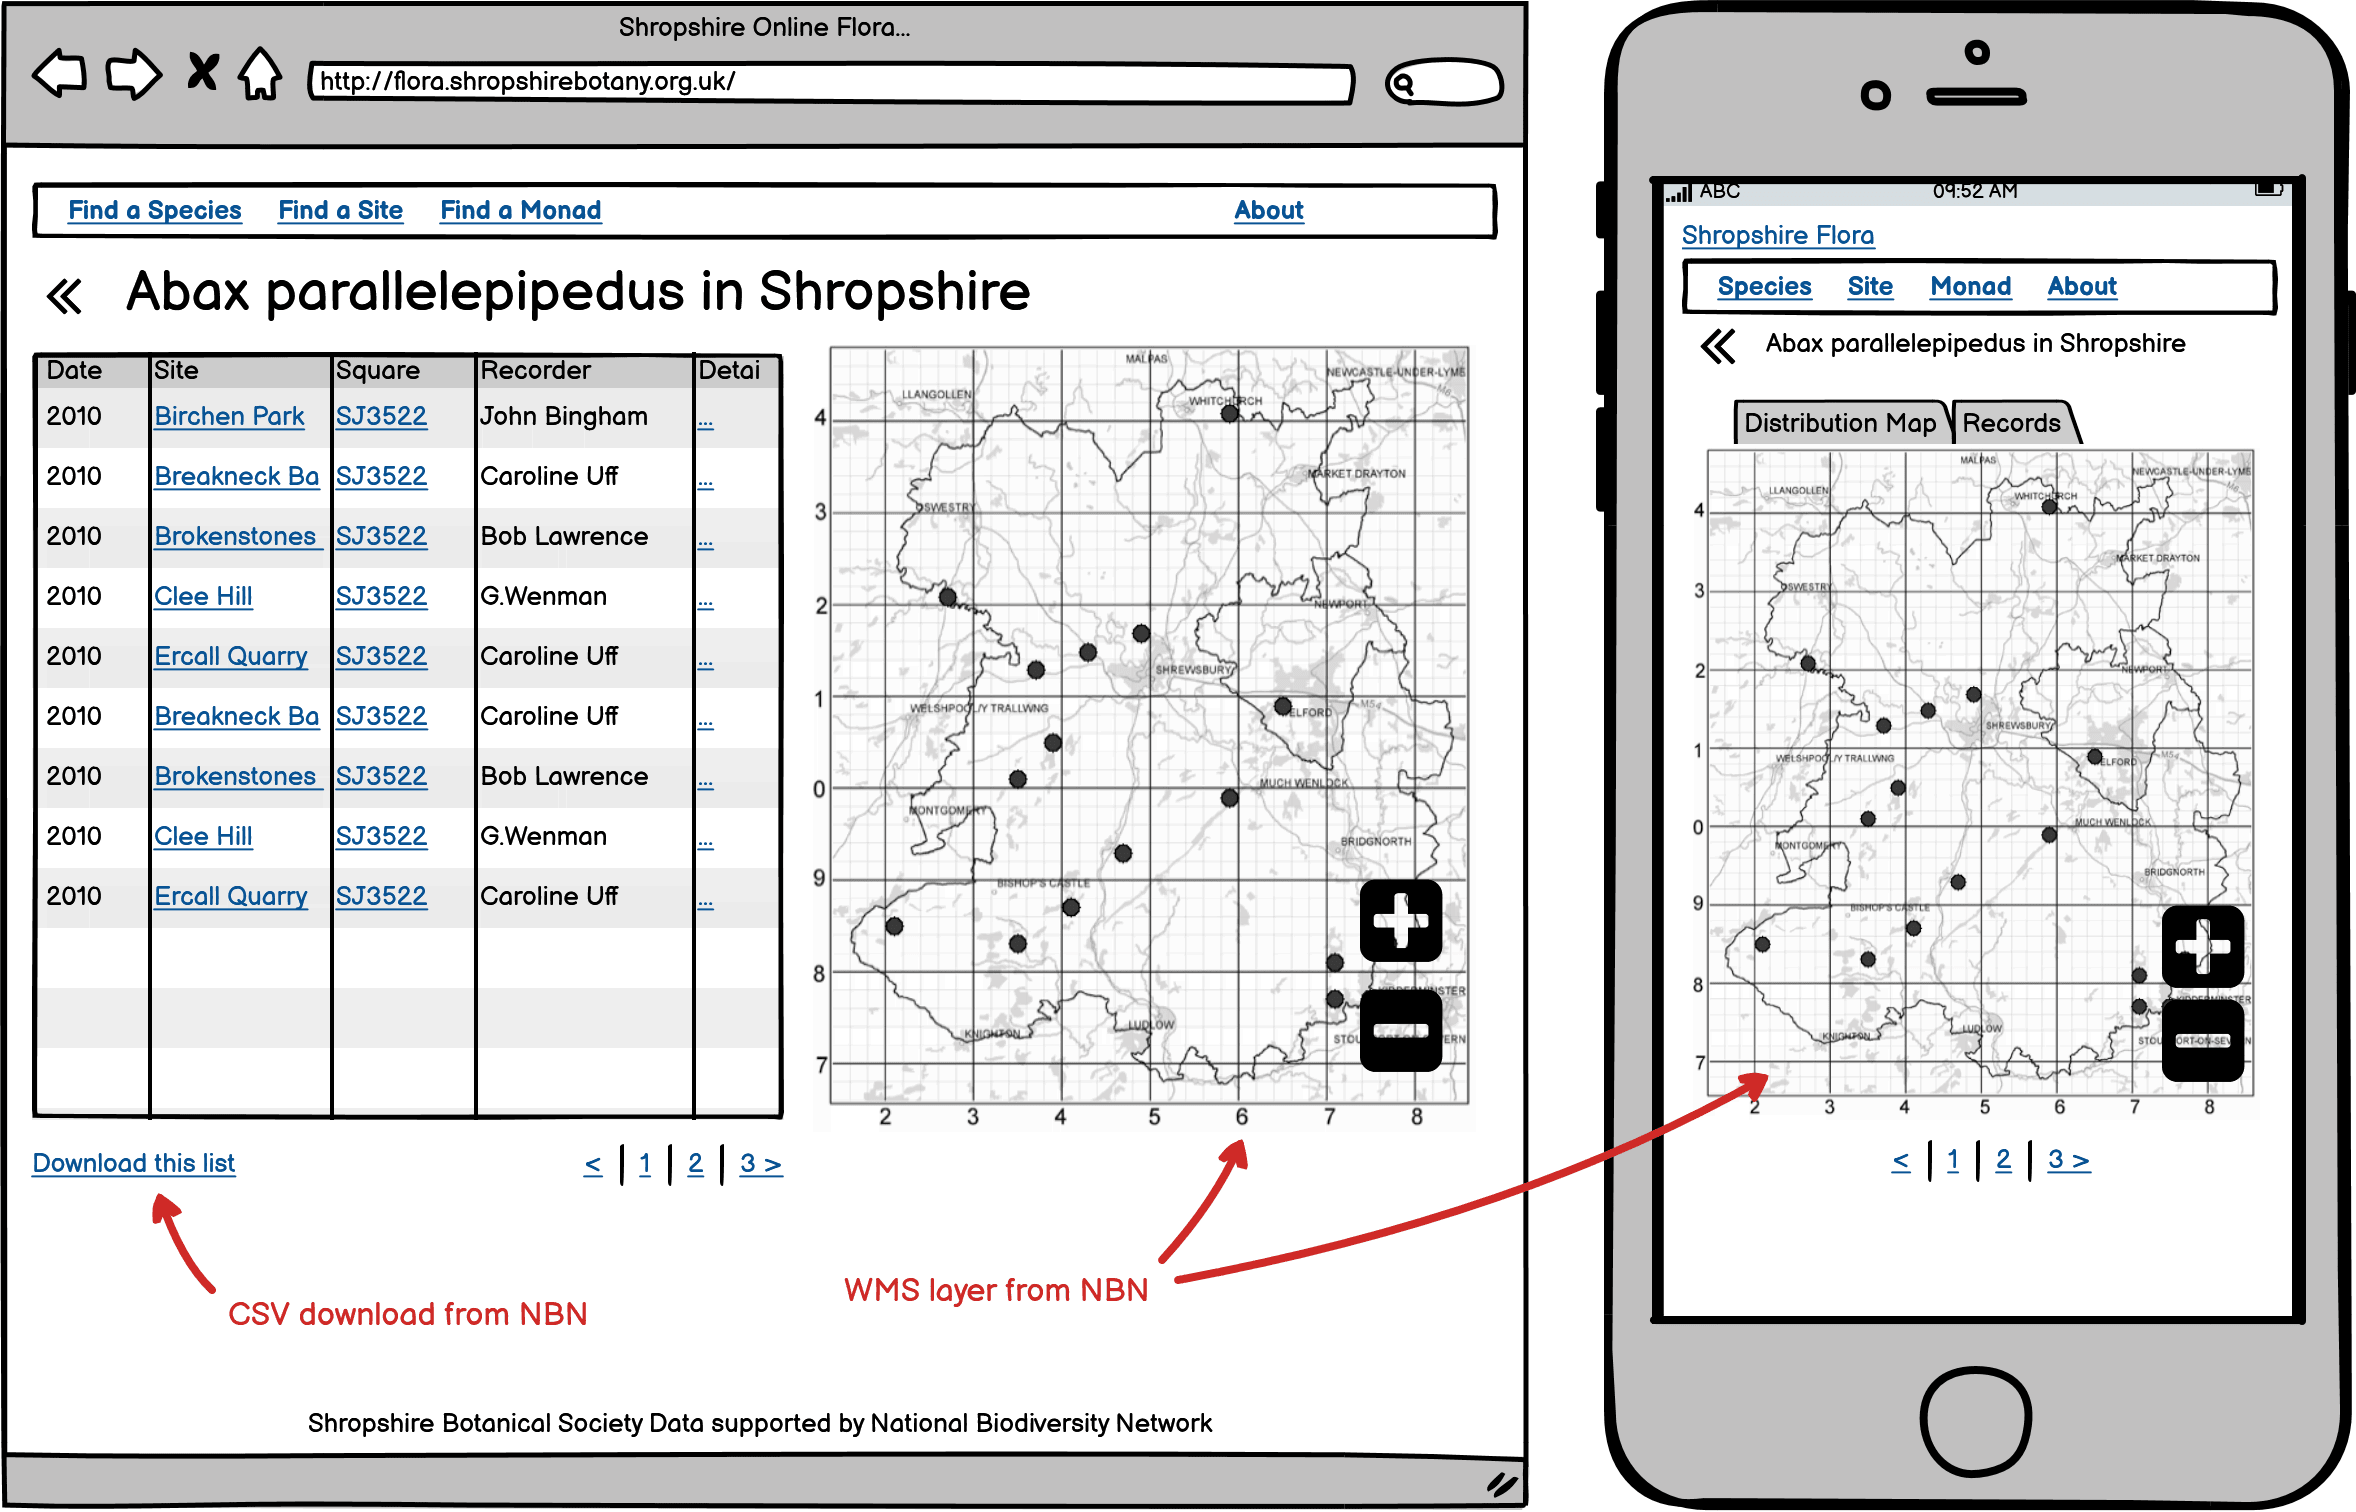 Shropshire Online Flora...
http://flora.shropshirebotany.org.uk/
Find a Species Find a Site Find a Monad About
Abax parallelepipedus in Shropshire
Date Site Square Recorder Detai
2010 Birchen Park SJ3522 John Bingham ...
2010 Breakneck Ba SJ3522 Caroline Uff ...
2010 Brokenstones SJ3522 Bob Lawrence ...
2010 Clee Hill SJ3522 G.Wenman ...
2010 Ercall Quarry SJ3522 Caroline Uff ...
2010 Breakneck Ba SJ3522 Caroline Uff ...
2010 Brokenstones SJ3522 Bob Lawrence ...
2010 Clee Hill SJ3522 G.Wenman ...
2010 Ercall Quarry SJ3522 Caroline Uff ...
MALPAS
NEWCASTLE-UNDER-LYME
LLANGOLLEN
WHITCHURCH
4
MARKET DRAYTON
OSWESTRY
3
2
NEWPORT
SHREWSBURY
1
WELSHPOOL/Y TRALLWNG
M54
ELFORD
0
MUCH WENLOCK
MONTGOMERY
BRIDGNORTH
9
BISHOP'S CASTLE
8
KNIGHTON
LUDLOW
7
2 3 4 5 6 7 8
Download this list
< 1 2 3 >
CSV download from NBN
WMS layer from NBN
Shropshire Botanical Society Data supported by National Biodiversity Network
ABC 09:52 AM
Shropshire Flora
Species Site Monad About
Abax parallelepipedus in Shropshire
Distribution Map Records
MALPAS
NEWCASTLE-UNDER-LYME
LLANGOLLEN
WHITCHURCH
4
MARKET DRAYTON
OSWESTRY
3
2
NEWPORT
SHREWSBURY
1
WELSHPOOL/Y TRALLWNG
M54
ELFORD
0
MUCH WENLOCK
MONTGOMERY
BRIDGNORTH
9
BISHOP'S CASTLE
8
KIDDERMINSTER
KNIGHTON
LUDLOW
7
2 3 4 5 6 7 8
< 1 2 3 >